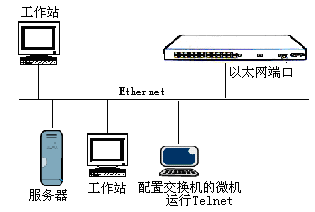 工作站
以太网端口
Ethernet
服务器
工作站
配置交换机的微机
运行Telnet